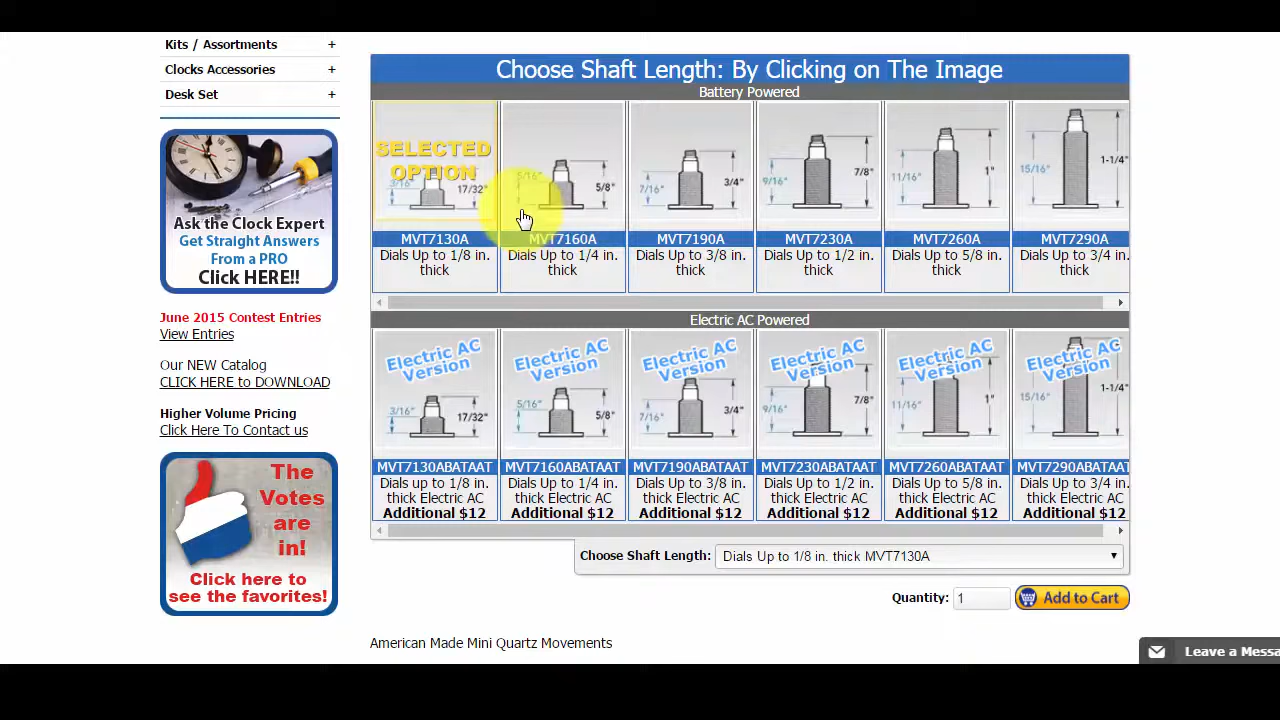 Kits / Assortments +
Clocks Accessories +
Desk Set +
Ask the Clock Expert
Get Straight Answers
From a PRO
Click HERE!!
June 2015 Contest Entries
View Entries
Our NEW Catalog
CLICK HERE to DOWNLOAD
Higher Volume Pricing
Click Here To Contact us
The
Votes
are
in!
Click here to
see the favorites!
Choose Shaft Length: By Clicking on The Image
Battery Powered
SELECTED
OPTION
3/16" 17/32"
MVT7130A
Dials Up to 1/8 in.
thick
5/16" 5/8"
MVT7160A
Dials Up to 1/4 in.
thick
7/16" 3/4"
MVT7190A
Dials Up to 3/8 in.
thick
9/16" 7/8"
MVT7230A
Dials Up to 1/2 in.
thick
11/16" 1"
MVT7260A
Dials Up to 5/8 in.
thick
15/16" 1-1/4"
MVT7290A
Dials Up to 3/4 in.
thick
Electric AC Powered
Electric AC
Version
3/16" 17/32"
MVT7130ABATAAT
Dials up to 1/8 in.
thick Electric AC
Additional $12
Electric AC
Version
5/16" 5/8"
MVT7160ABATAAT
Dials up to 1/4 in.
thick Electric AC
Additional $12
Electric AC
Version
7/16" 3/4"
MVT7190ABATAAT
Dials up to 3/8 in.
thick Electric AC
Additional $12
Electric AC
Version
9/16" 7/8"
MVT7230ABATAAT
Dials up to 1/2 in.
thick Electric AC
Additional $12
Electric AC
Version
11/16" 1"
MVT7260ABATAAT
Dials up to 5/8 in.
thick Electric AC
Additional $12
Electric AC
Version
15/16" 1-1/4"
MVT7290ABATAAT
Dials up to 3/4 in.
thick Electric AC
Additional $12
Choose Shaft Length: Dials Up to 1/8 in. thick MVT7130A
Quantity: 1 Add to Cart
American Made Mini Quartz Movements
Leave a Messa